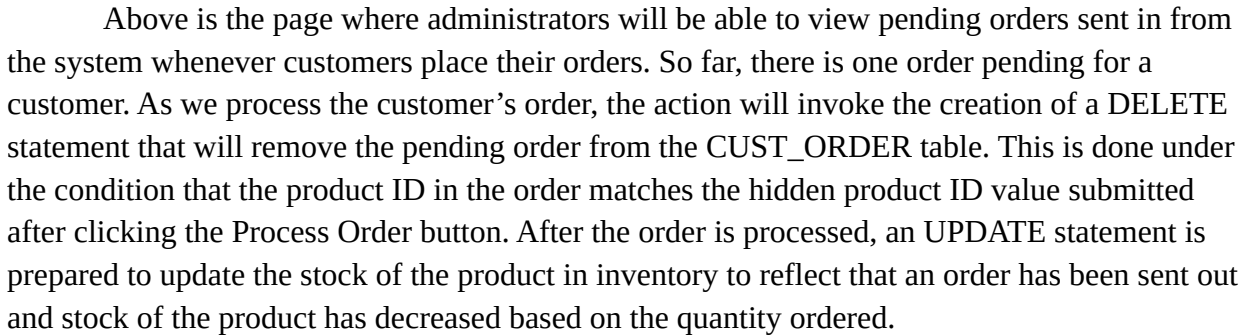 Above is the page where administrators will be able to view pending orders sent in from
the system whenever customers place their orders. So far, there is one order pending for a
customer. As we process the customer’s order, the action will invoke the creation of a DELETE
statement that will remove the pending order from the CUST_ORDER table. This is done under
the condition that the product ID in the order matches the hidden product ID value submitted
after clicking the Process Order button. After the order is processed, an UPDATE statement is
prepared to update the stock of the product in inventory to reflect that an order has been sent out
and stock of the product has decreased based on the quantity ordered.